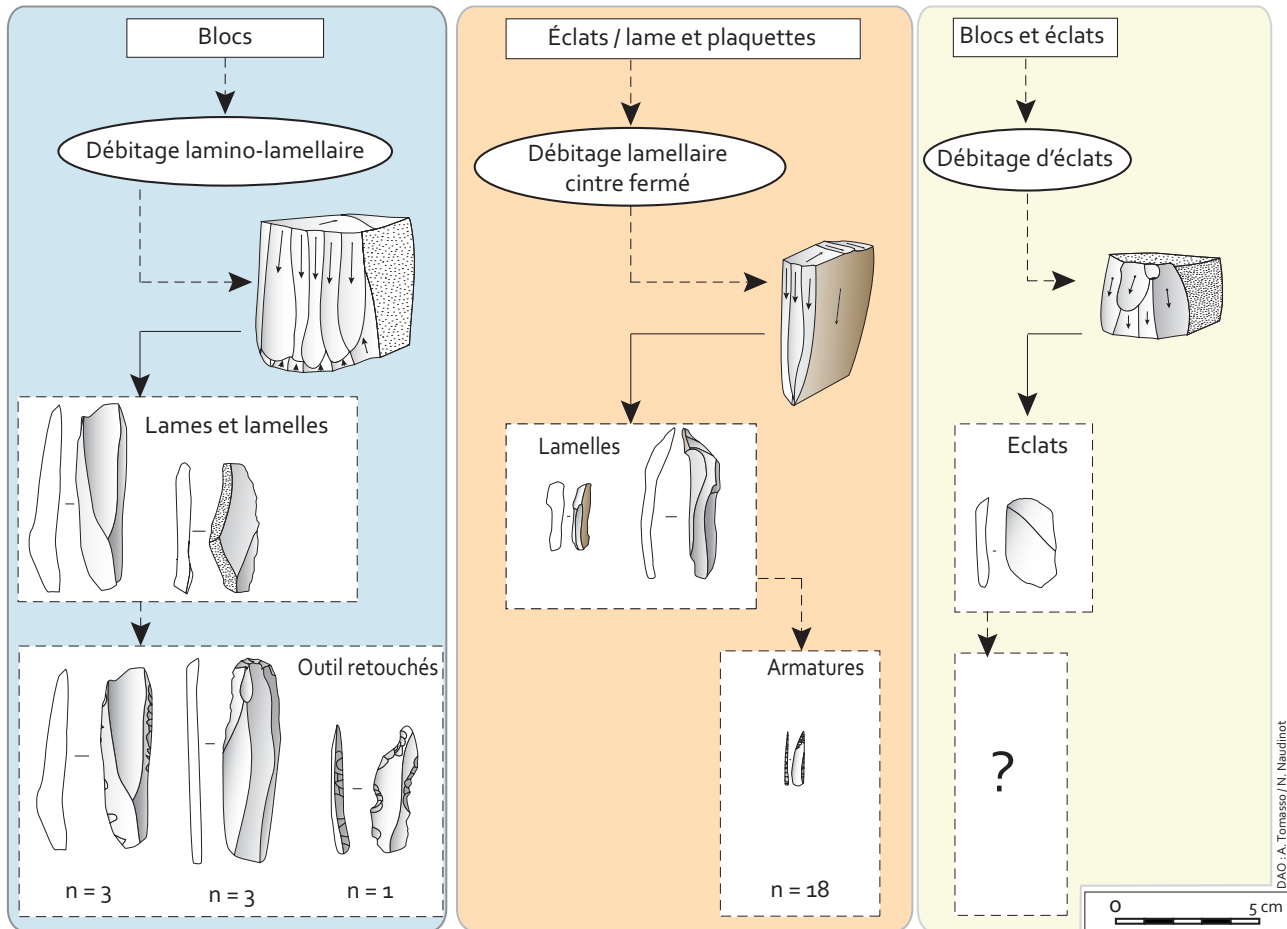 Blocs
Débitage lamino-lamellaire
Lames et lamelles
Outil retouchés
n = 3
n = 3
n = 1
Éclats / lame et plaquettes
Débitage lamellaire
cintre fermé
Lamelles
Armatures
n = 18
Blocs et éclats
Débitage d'éclats
Eclats
?
0 5 cm
DAO : A. Tomasso / N. Naudinot